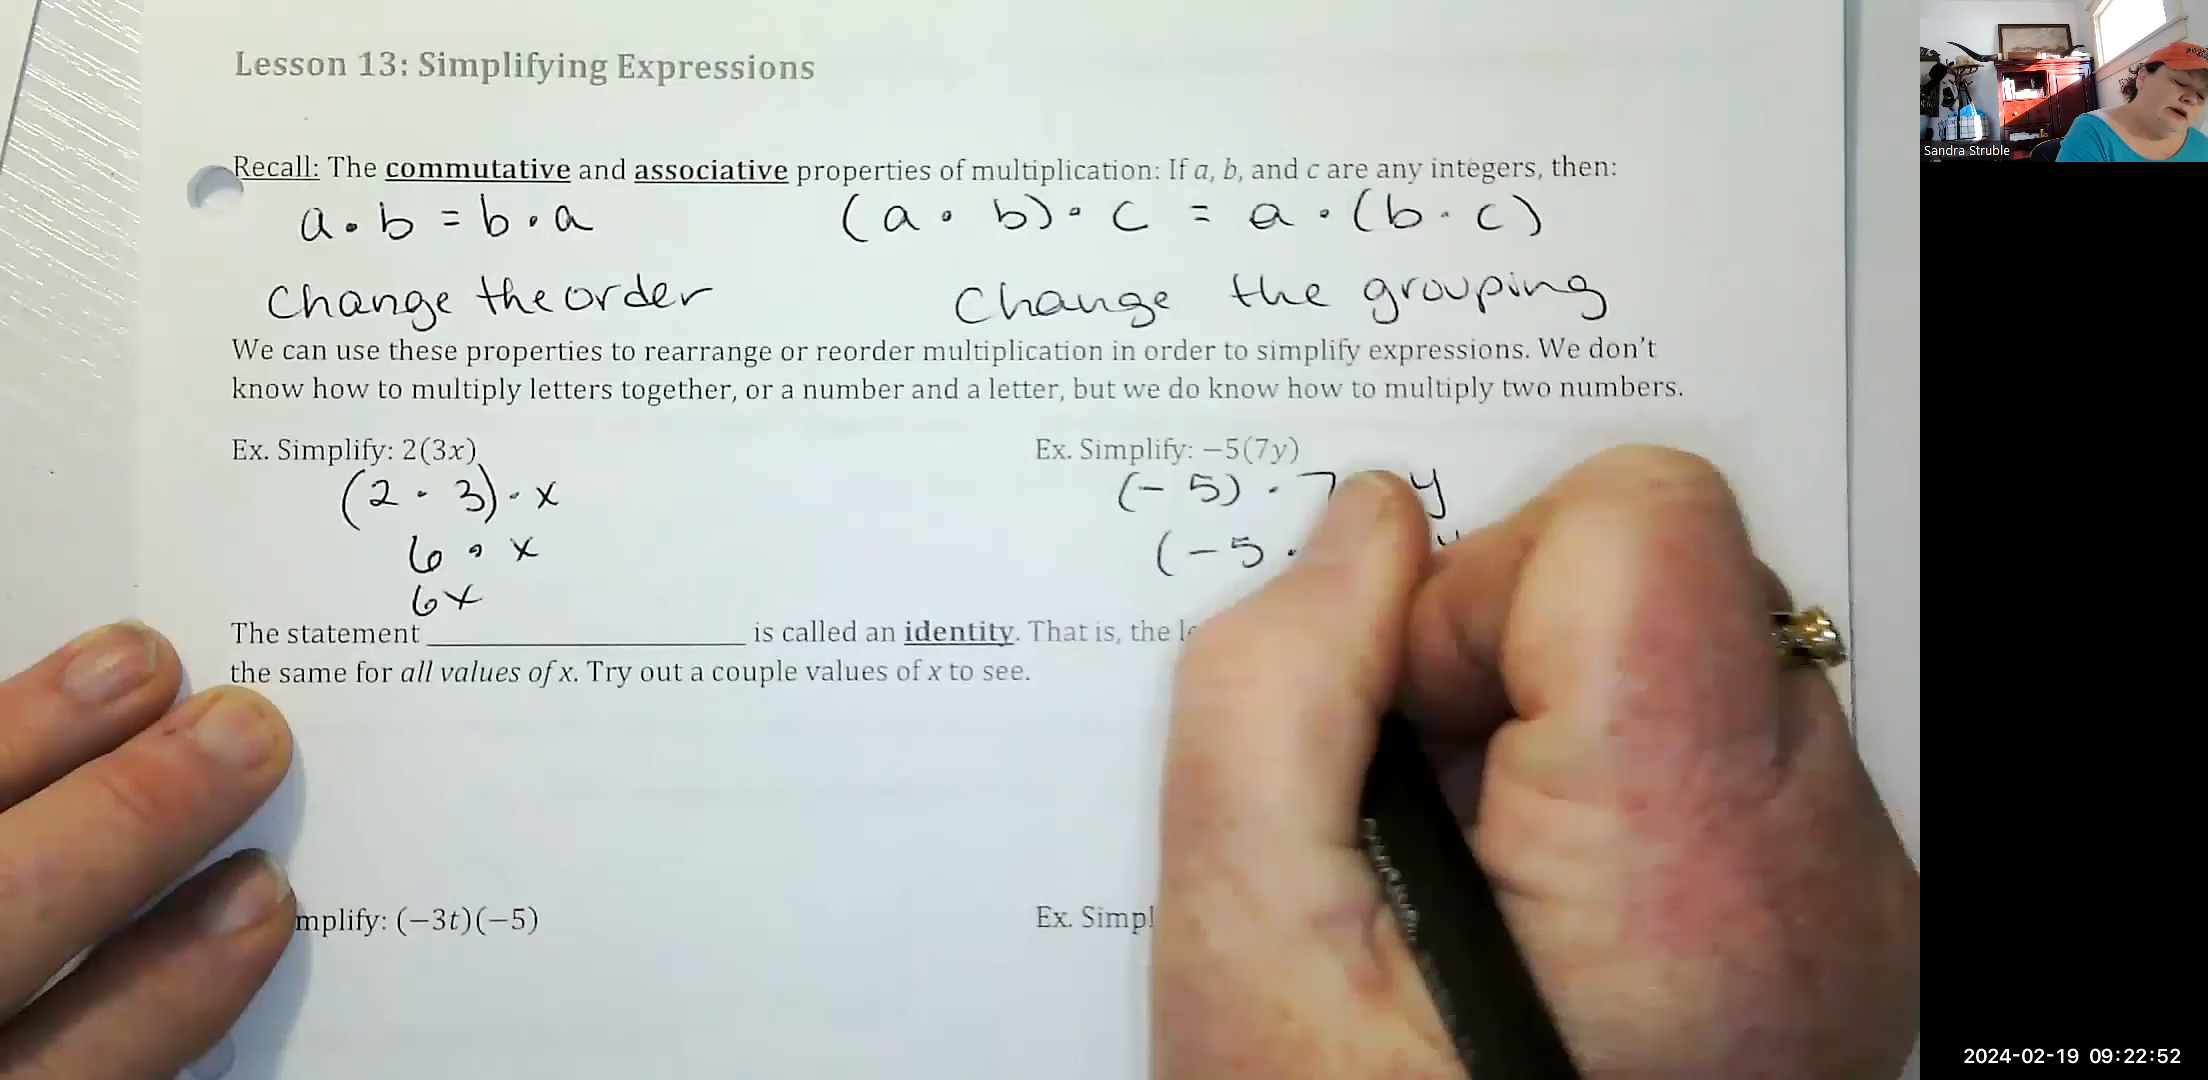 Lesson 13: Simplifying Expressions
Recall: The commutative and associative properties of multiplication: If a, b, and c are any integers, then:
a · b = b · a
(a · b) · c = a · (b · c)
Change the order
Change the grouping
We can use these properties to rearrange or reorder multiplication in order to simplify expressions. We don't
know how to multiply letters together, or a number and a letter, but we do know how to multiply two numbers.
Ex. Simplify: 2(3x)
(2 · 3) · x
6 · x
6x
Ex. Simplify: −5(7y)
(− 5) · 7 y
(−5 ·
The statement ____________________ is called an identity. That is, the
the same for all values of x. Try out a couple values of x to see.
mplify: (−3t)(−5)
Ex. Simpl
Sandra Struble
2024-02-19 09:22:52